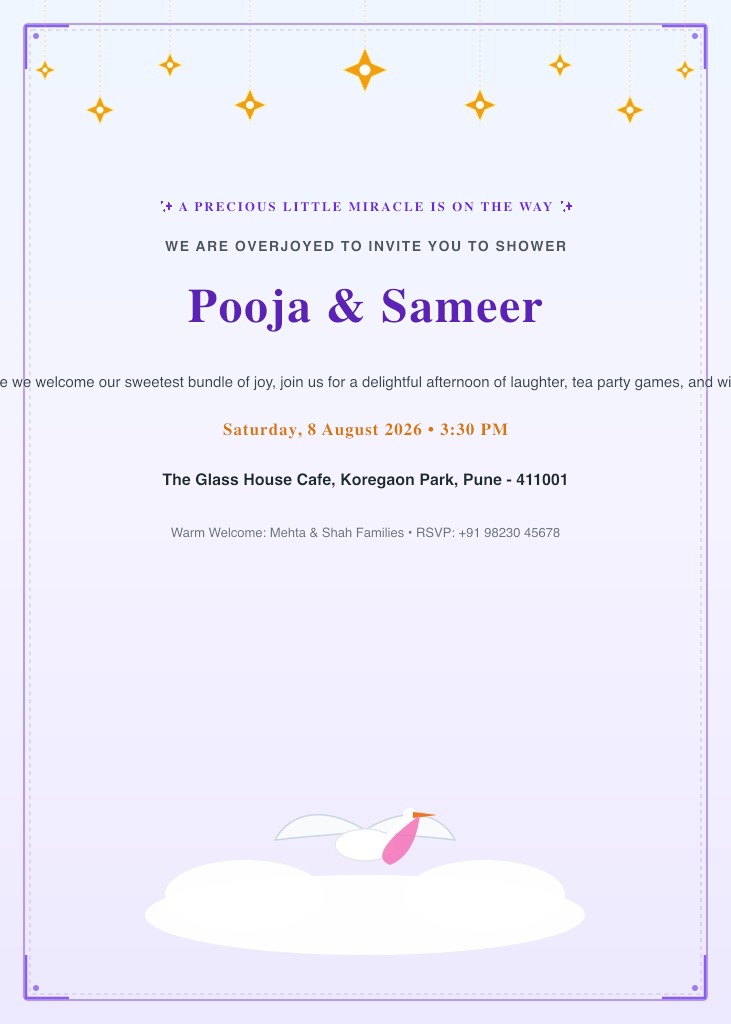 A PRECIOUS LITTLE MIRACLE IS ON THE WAY
WE ARE OVERJOYED TO INVITE YOU TO SHOWER
Pooja & Sameer
we welcome our sweetest bundle of joy, join us for a delightful afternoon of laughter, tea party games, and
Saturday, 8 August 2026 • 3:30 PM
The Glass House Cafe, Koregaon Park, Pune - 411001
Warm Welcome: Mehta & Shah Families • RSVP: +91 98230 45678